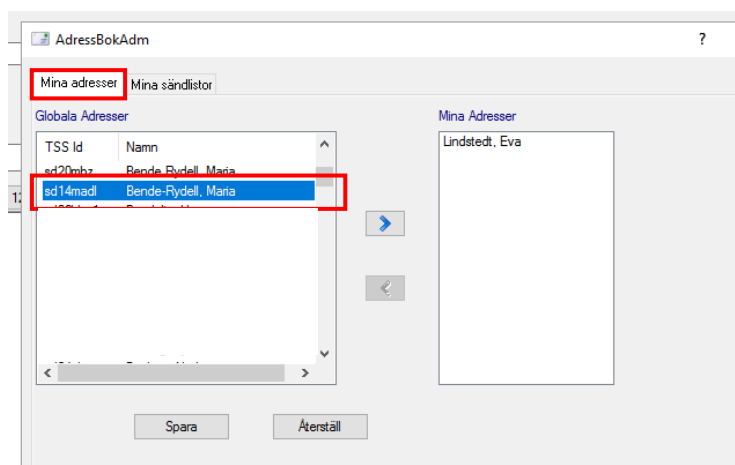 AdressBokAdm ?
Mina adresser Mina sändlistor
Globala Adresser Mina Adresser
TSS Id Namn Lindstedt, Eva
sd20mbz Bende Rydell, Maria
sd14madl Bende-Rydell, Maria
12
Spara Återställ